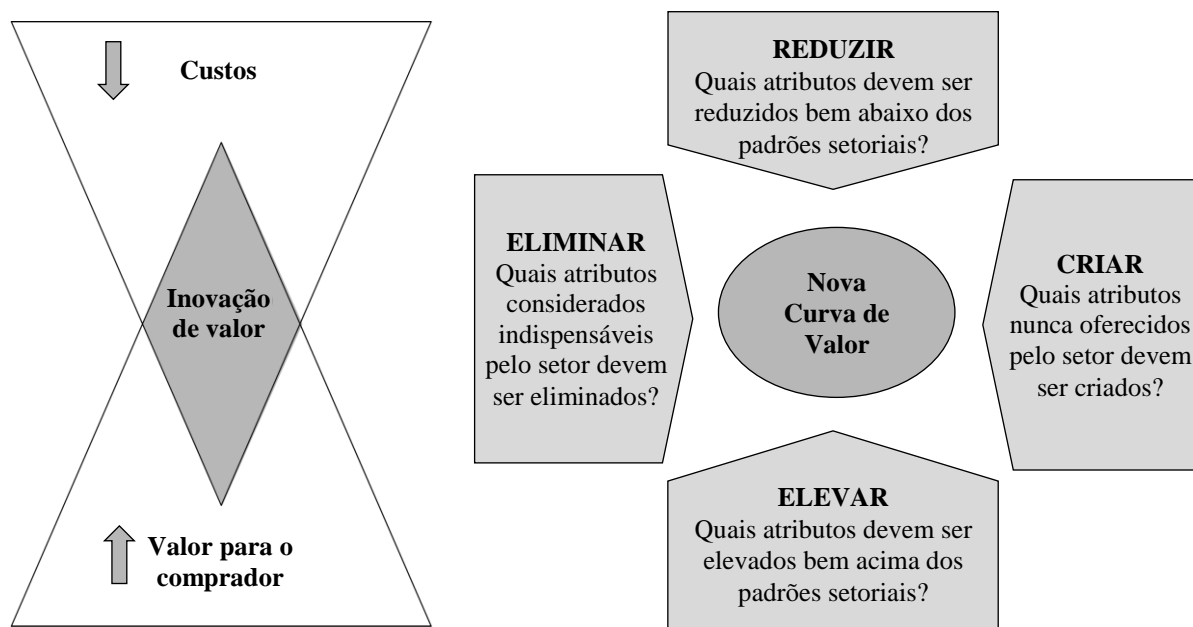 Custos
Inovação
de valor
Valor para o
comprador
REDUZIR
Quais atributos devem ser
reduzidos bem abaixo dos
padrões setoriais?
ELIMINAR
Quais atributos
considerados
indispensáveis
pelo setor devem
ser eliminados?
Nova
Curva de
Valor
CRIAR
Quais atributos
nunca oferecidos
pelo setor devem
ser criados?
ELEVAR
Quais atributos devem ser
elevados bem acima dos
padrões setoriais?